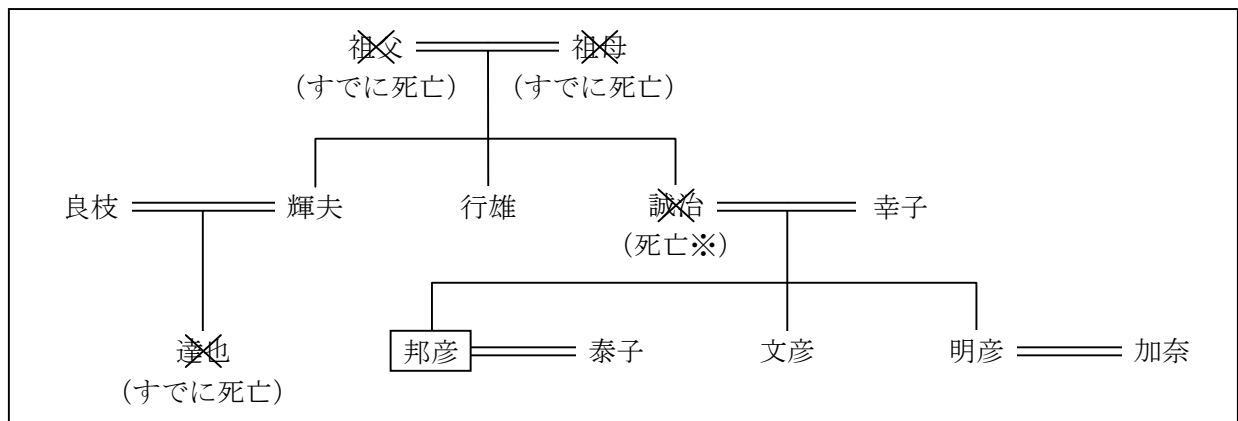 祖父 祖母
(すでに死亡) (すでに死亡)
良枝 輝夫 行雄 誠治 幸子
(死亡※)
達也 邦彦 泰子 文彦 明彦 加奈
(すでに死亡)